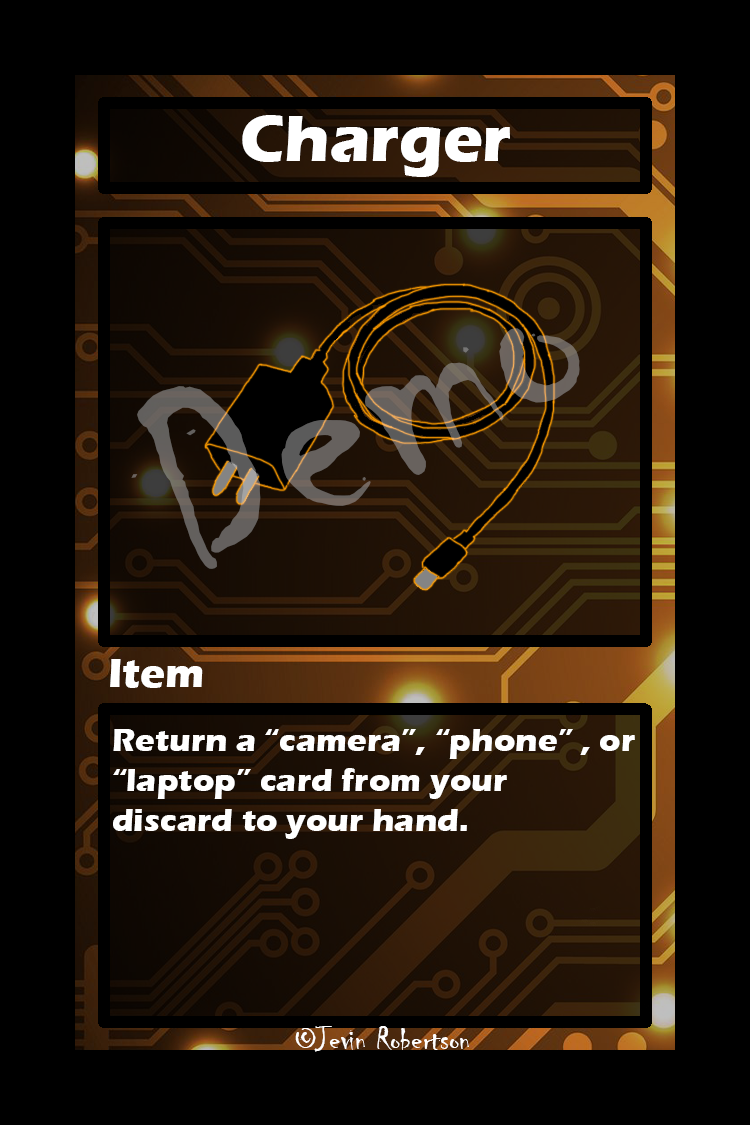 Charger
Demo
Item
Return a “camera”, “phone” , or
“laptop” card from your
discard to your hand.
©Jevin Robertson